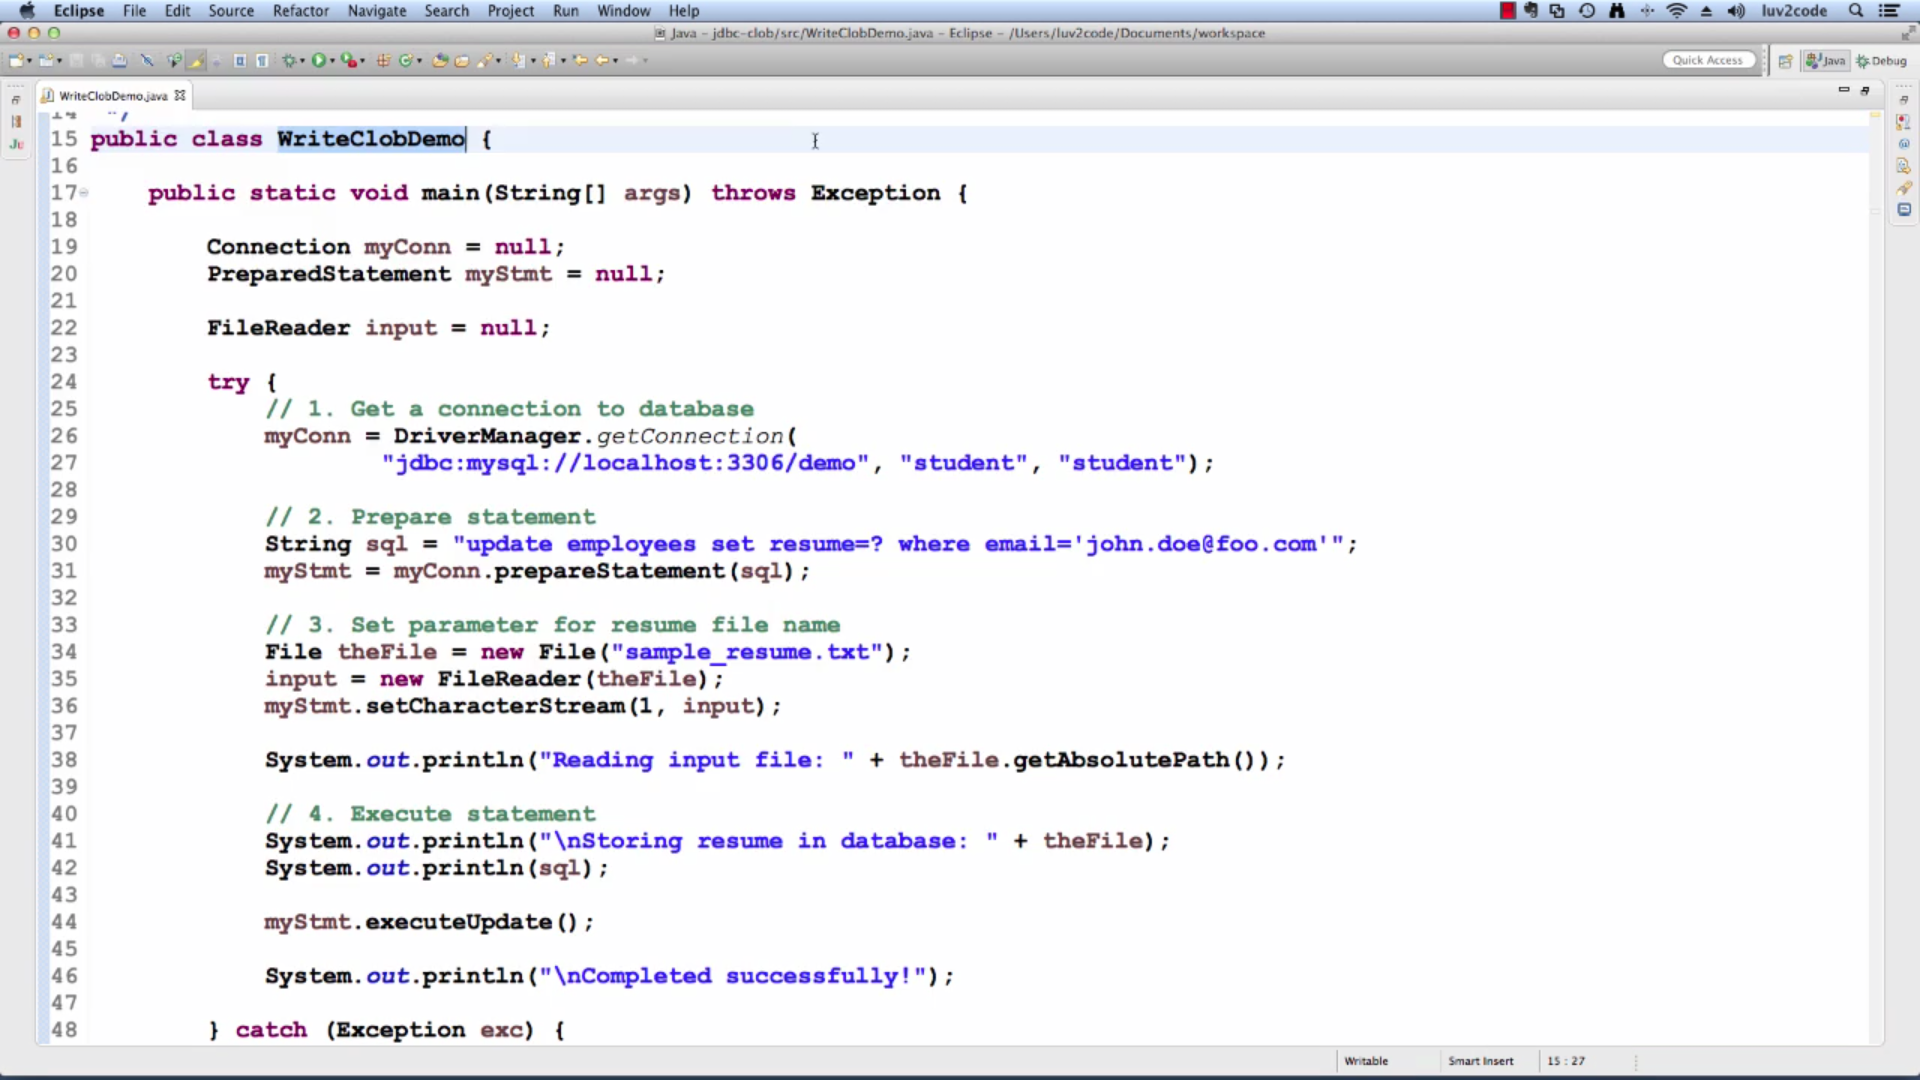 Eclipse File Edit Source Refactor Navigate Search Project Run Window Help luv2code
Java – jdbc-clob/src/WriteClobDemo.java – Eclipse – /Users/luv2code/Documents/workspace
Quick Access Java Debug
WriteClobDemo.java
14 */
15 public class WriteClobDemo {
16
17 public static void main(String[] args) throws Exception {
18
19 Connection myConn = null;
20 PreparedStatement myStmt = null;
21
22 FileReader input = null;
23
24 try {
25 // 1. Get a connection to database
26 myConn = DriverManager.getConnection(
27 "jdbc:mysql://localhost:3306/demo", "student", "student");
28
29 // 2. Prepare statement
30 String sql = "update employees set resume=? where email='john.doe@foo.com'";
31 myStmt = myConn.prepareStatement(sql);
32
33 // 3. Set parameter for resume file name
34 File theFile = new File("sample_resume.txt");
35 input = new FileReader(theFile);
36 myStmt.setCharacterStream(1, input);
37
38 System.out.println("Reading input file: " + theFile.getAbsolutePath());
39
40 // 4. Execute statement
41 System.out.println("\nStoring resume in database: " + theFile);
42 System.out.println(sql);
43
44 myStmt.executeUpdate();
45
46 System.out.println("\nCompleted successfully!");
47
48 } catch (Exception exc) {
Writable Smart Insert 15 : 27